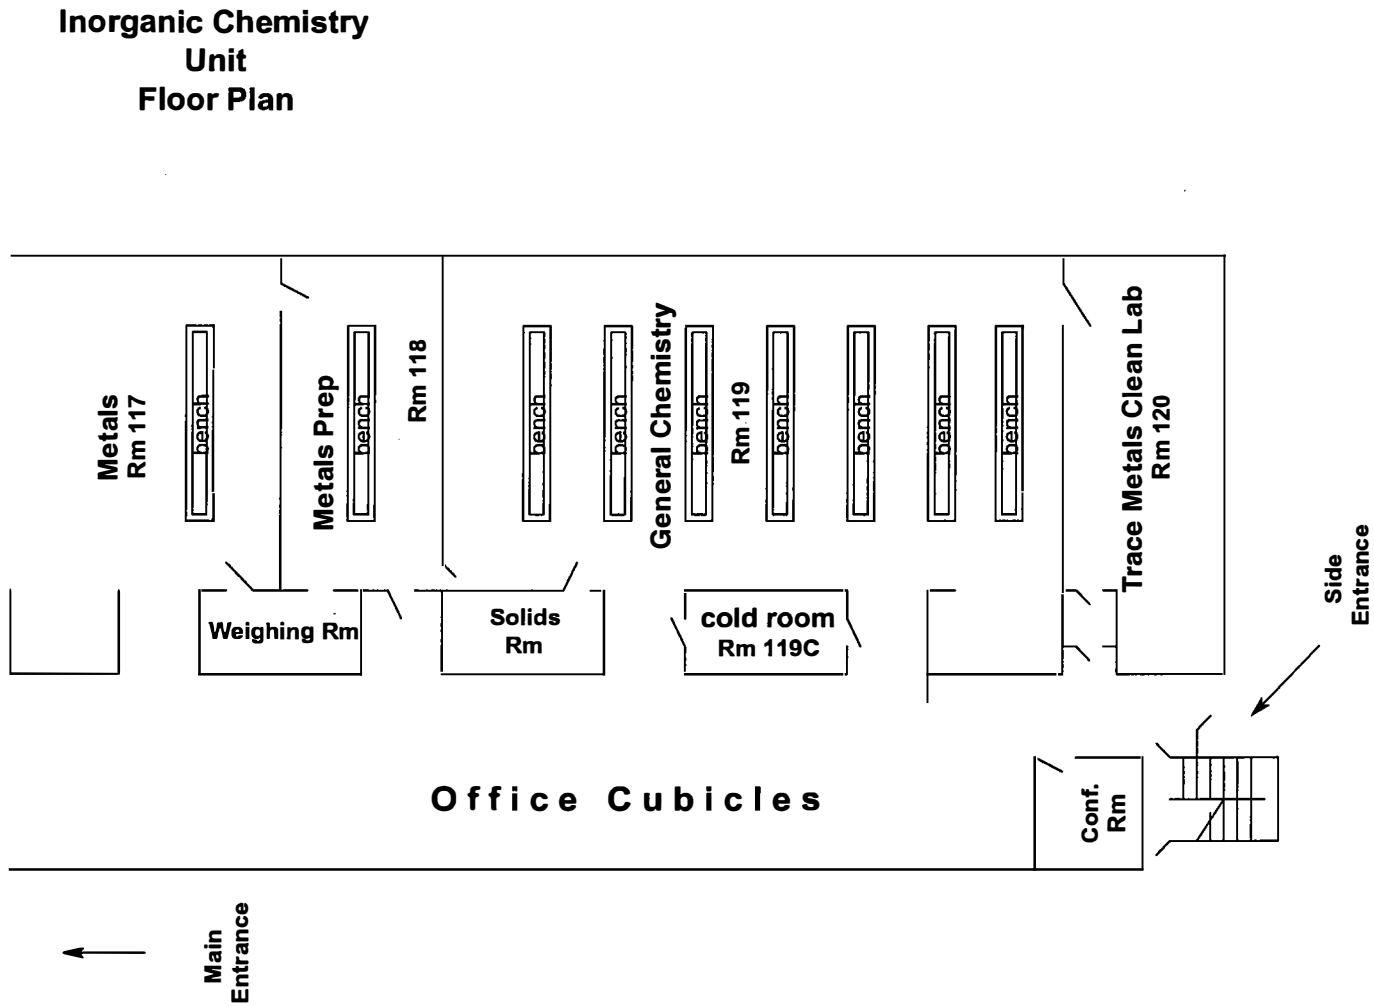 Inorganic Chemistry
Unit
Floor Plan
Metals
Rm 117
bench
Metals Prep
bench
Rm 118
bench
bench
General Chemistry
bench
Rm 119
bench
bench
bench
bench
Trace Metals Clean Lab
Rm 120
Weighing Rm
Solids
Rm
cold room
Rm 119C
Side
Entrance
Office Cubicles
Conf.
Rm
Main
Entrance